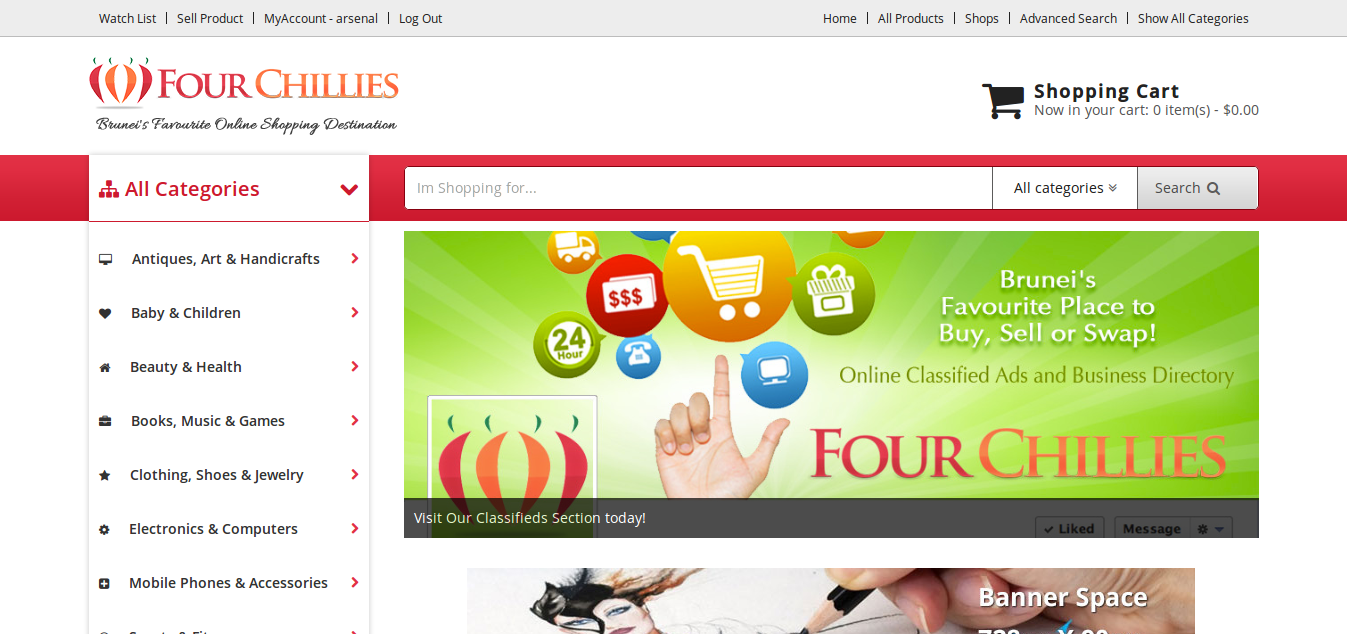 Watch List
Sell Product
MyAccount - arsenal
Log Out
Home
All Products
Shops
Advanced Search
Show All Categories
FOUR CHILLIES
Brunei's Favourite Online Shopping Destination
Shopping Cart
Now in your cart: 0 item(s) - $0.00
All Categories
Im Shopping for...
All categories
Search
Antiques, Art & Handicrafts
Baby & Children
Beauty & Health
Books, Music & Games
Clothing, Shoes & Jewelry
Electronics & Computers
Mobile Phones & Accessories
$$$
24
Hour
Brunei's
Favourite Place to
Buy, Sell or Swap!
Online Classified Ads and Business Directory
FOUR CHILLIES
Visit Our Classifieds Section today!
Liked
Message
Banner Space